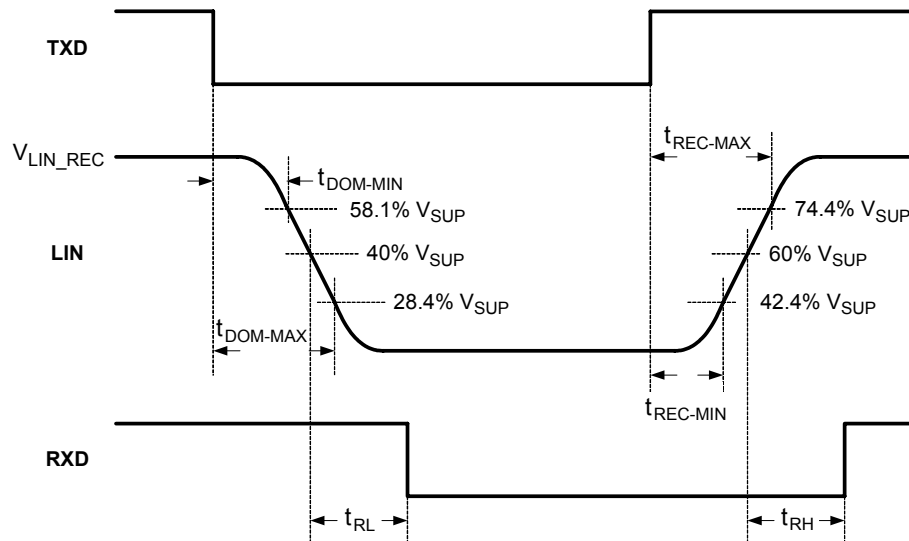 TXD
V_LIN_REC
t_REC-MAX
t_DOM-MIN
58.1% V_SUP
74.4% V_SUP
LIN
40% V_SUP
60% V_SUP
28.4% V_SUP
42.4% V_SUP
t_DOM-MAX
t_REC-MIN
RXD
t_RL
t_RH